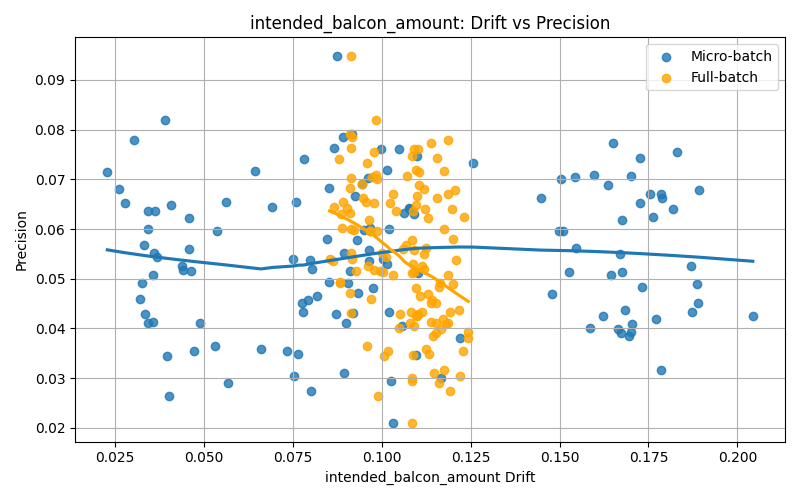 intended_balcon_amount: Drift vs Precision
Micro-batch
Full-batch
Precision
0.09
0.08
0.07
0.06
0.05
0.04
0.03
0.02
0.025 0.050 0.075 0.100 0.125 0.150 0.175 0.200
intended_balcon_amount Drift